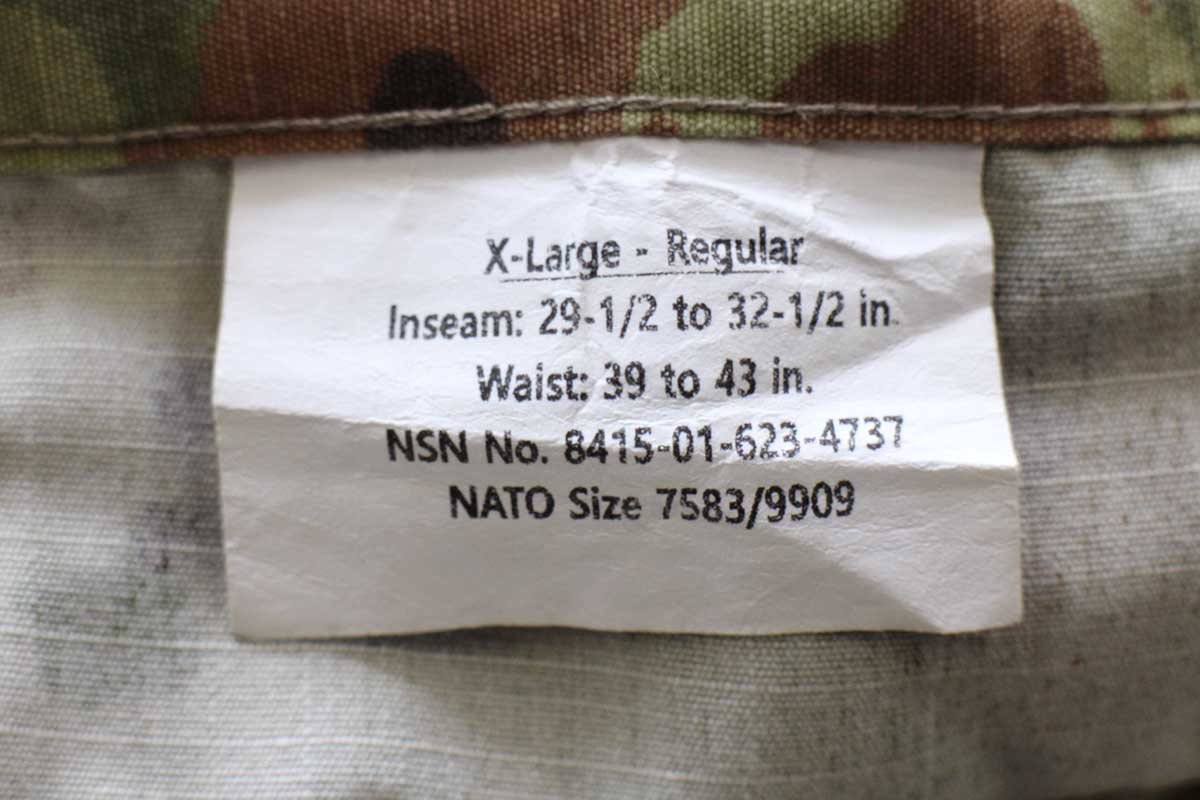 X-Large - Regular
Inseam: 29-1/2 to 32-1/2 in.
Waist: 39 to 43 in.
NSN No. 8415-01-623-4737
NATO Size 7583/9909